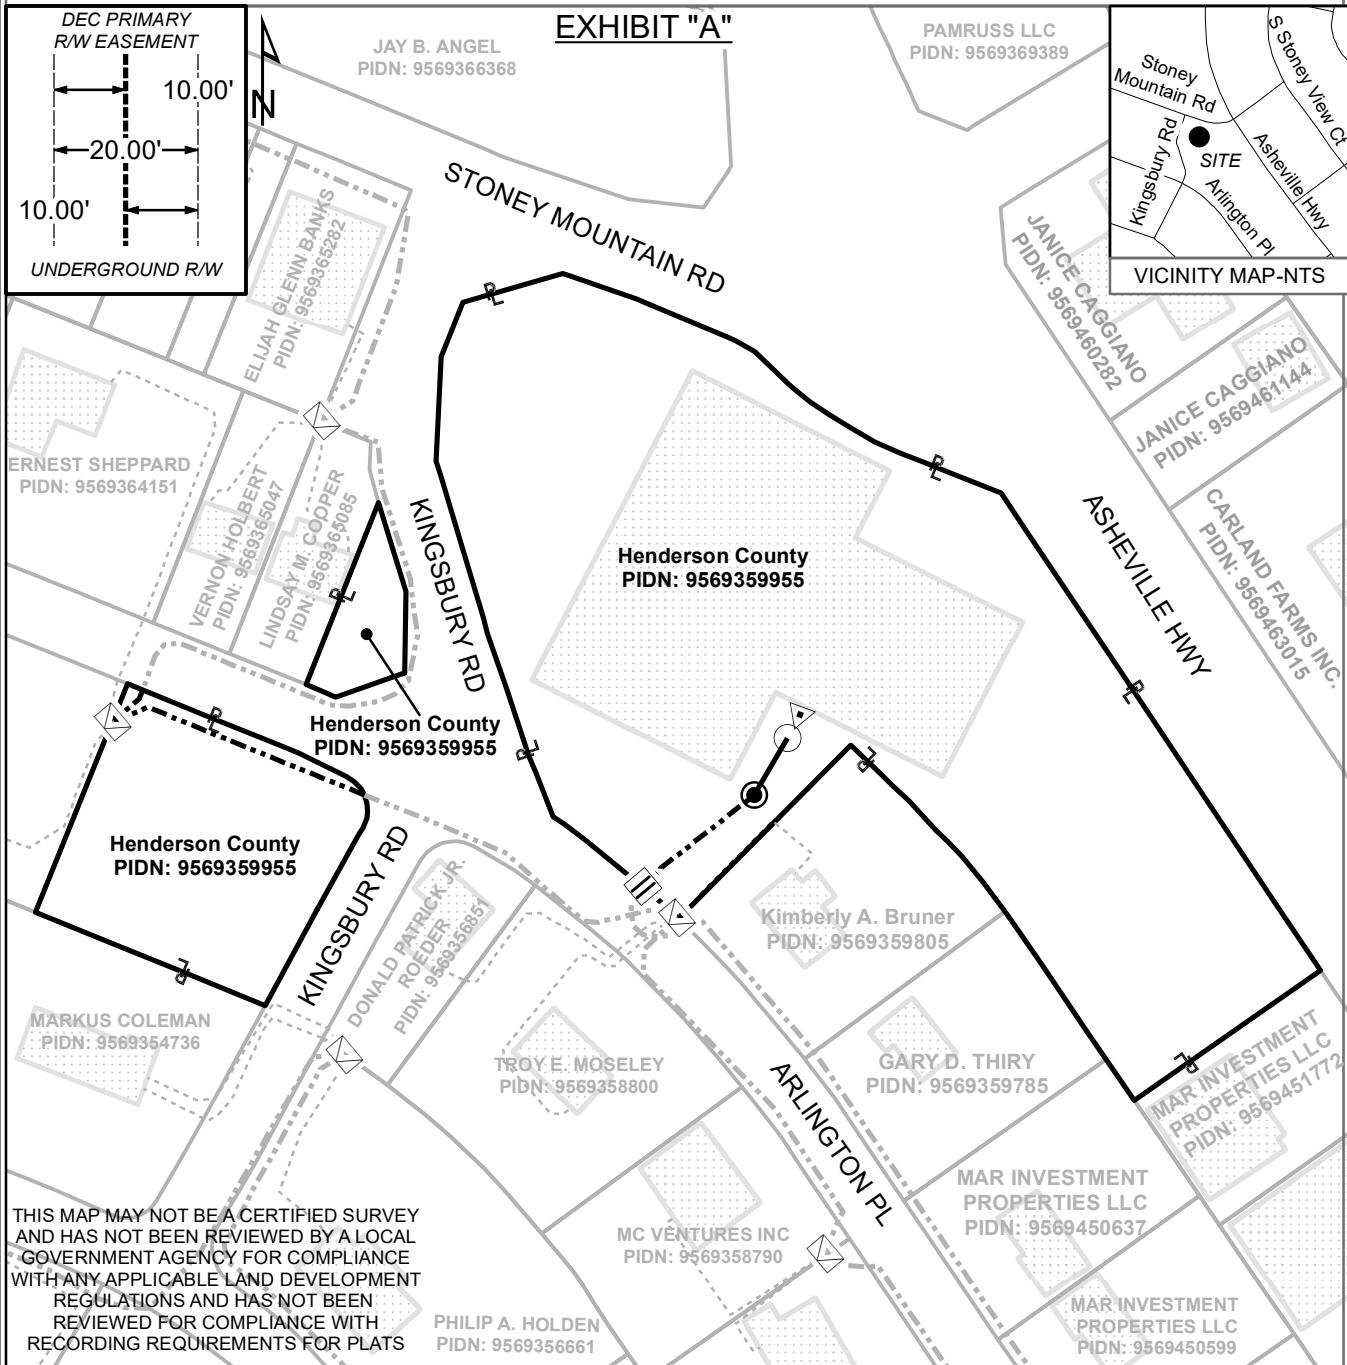 EXHIBIT "A"
DEC PRIMARY
R/W EASEMENT
10.00'
20.00'
10.00'
UNDERGROUND R/W
N
JAY B. ANGEL
PIDN: 9569366368
PAMRUSS LLC
PIDN: 9569369389
Stoney
Mountain Rd
S Stoney View Ct
Kingsbury Rd
SITE
Asheville Hwy
Arlington Pl
VICINITY MAP-NTS
STONEY MOUNTAIN RD
ELIJAH GLENN BANKS
PIDN: 9569365282
JANICE CAGGIANO
PIDN: 9569460282
JANICE CAGGIANO
PIDN: 9569461144
ERNEST SHEPPARD
PIDN: 9569364151
VERNON HOLBERT
PIDN: 9569365047
LINDSAY M. COOPER
PIDN: 9569365085
KINGSBURY RD
Henderson County
PIDN: 9569359955
ASHEVILLE HWY
CARLAND FARMS INC.
PIDN: 9569463015
Henderson County
PIDN: 9569359955
Henderson County
PIDN: 9569359955
KINGSBURY RD
DONALD PATRICK JR.
ROEDER
PIDN: 9569356851
Kimberly A. Bruner
PIDN: 9569359805
MARKUS COLEMAN
PIDN: 9569354736
TROY E. MOSELEY
PIDN: 9569358800
GARY D. THIRY
PIDN: 9569359785
MAR INVESTMENT
PROPERTIES LLC
PIDN: 9569451772
ARLINGTON PL
MAR INVESTMENT
PROPERTIES LLC
PIDN: 9569450637
MC VENTURES INC
PIDN: 9569358790
THIS MAP MAY NOT BE A CERTIFIED SURVEY
AND HAS NOT BEEN REVIEWED BY A LOCAL
GOVERNMENT AGENCY FOR COMPLIANCE
WITH ANY APPLICABLE LAND DEVELOPMENT
REGULATIONS AND HAS NOT BEEN
REVIEWED FOR COMPLIANCE WITH
RECORDING REQUIREMENTS FOR PLATS
PHILIP A. HOLDEN
PIDN: 9569356661
MAR INVESTMENT
PROPERTIES LLC
PIDN: 9569450599
PL
PL
PL
PL
PL
PL
PL
PL
PL